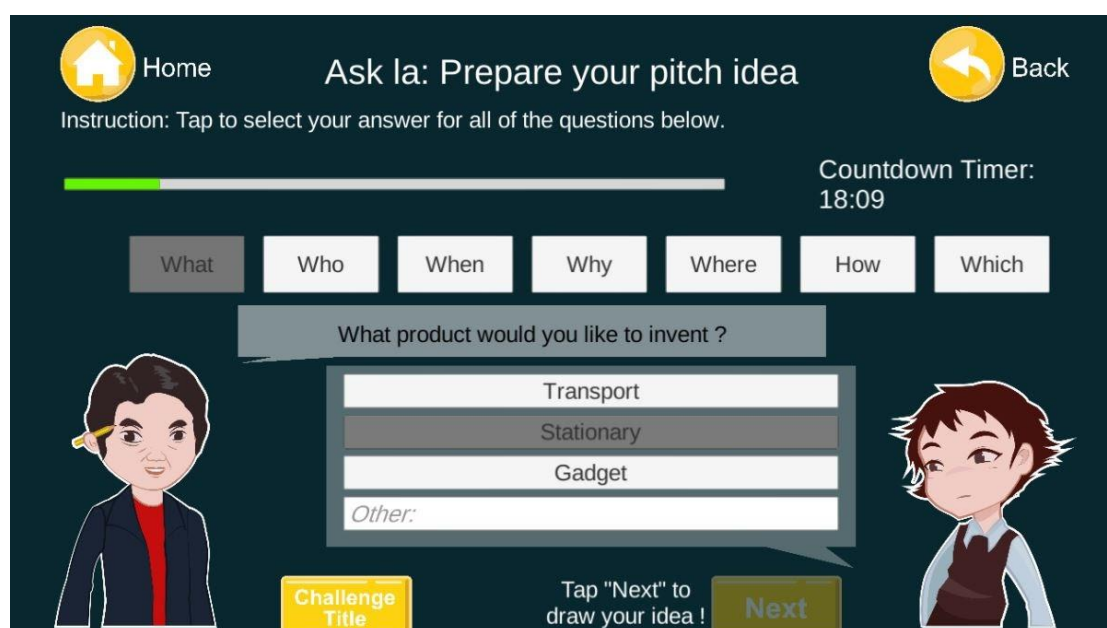 Home
Ask la: Prepare your pitch idea
Back
Instruction: Tap to select your answer for all of the questions below.
Countdown Timer:
18:09
What
Who
When
Why
Where
How
Which
What product would you like to invent ?
Transport
Stationary
Gadget
Other:
Challenge
Title
Tap "Next" to
draw your idea !
Next